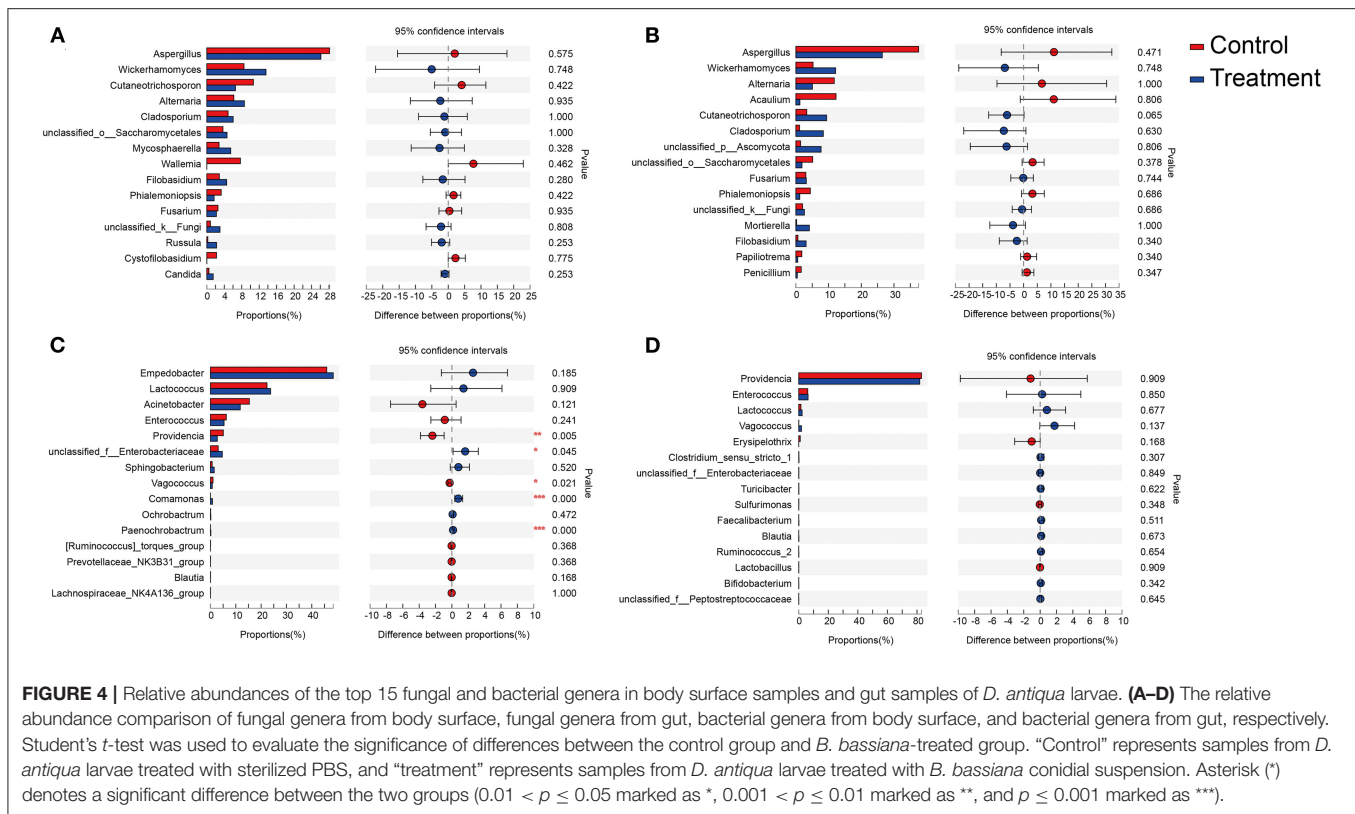 A
95% confidence intervals
Aspergillus 0.575
Wickerhamomyces 0.748
Cutaneotrichosporon 0.422
Alternaria 0.935
Cladosporium 1.000
unclassified_o__Saccharomycetales 1.000
Mycosphaerella 0.328
Wallemia 0.462
Filobasidium 0.280
Phialemoniopsis 0.422
Fusarium 0.935
unclassified_k__Fungi 0.808
Russula 0.253
Cystofilobasidium 0.775
Candida 0.253
Pvalue
0 4 8 12 16 20 24 28
-25 -15 -10 -5 0 5 10 15 20 25
Proportions(%)
Difference between proportions(%)
B
95% confidence intervals
Aspergillus 0.471
Wickerhamomyces 0.748
Alternaria 1.000
Acaulium 0.806
Cutaneotrichosporon 0.065
Cladosporium 0.630
unclassified_p__Ascomycota 0.806
unclassified_o__Saccharomycetales 0.378
Fusarium 0.744
Phialemoniopsis 0.686
unclassified_k__Fungi 0.686
Mortierella 1.000
Filobasidium 0.340
Papiliotrema 0.340
Penicillium 0.347
Pvalue
0 5 10 15 20 25 30
-25 -20 -15 -10 -5 0 5 10 15 20 25 30 35
Proportions(%)
Difference between proportions(%)
Control
Treatment
C
95% confidence intervals
Empedobacter 0.185
Lactococcus 0.909
Acinetobacter 0.121
Enterococcus 0.241
Providencia ** 0.005
unclassified_f__Enterobacteriaceae * 0.045
Sphingobacterium 0.520
Vagococcus * 0.021
Comamonas *** 0.000
Ochrobactrum 0.472
Paenochrobactrum *** 0.000
[Ruminococcus]_torques_group 0.368
Prevotellaceae_NK3B31_group 0.368
Blautia 0.168
Lachnospiraceae_NK4A136_group 1.000
Pvalue
0 10 20 30 40
-10 -8 -6 -4 -2 0 2 4 6 8 10
Proportions(%)
Difference between proportions(%)
D
95% confidence intervals
Providencia 0.909
Enterococcus 0.850
Lactococcus 0.677
Vagococcus 0.137
Erysipelothrix 0.168
Clostridium_sensu_stricto_1 0.307
unclassified_f__Enterobacteriaceae 0.849
Turicibacter 0.622
Sulfurimonas 0.348
Faecalibacterium 0.511
Blautia 0.673
Ruminococcus_2 0.654
Lactobacillus 0.909
Bifidobacterium 0.342
unclassified_f__Peptostreptococcaceae 0.645
Pvalue
0 20 40 60 80
-10 -8 -6 -4 -2 0 2 4 6 8 10
Proportions(%)
Difference between proportions(%)
FIGURE 4 | Relative abundances of the top 15 fungal and bacterial genera in body surface samples and gut samples of D. antiqua larvae. (A–D) The relative
abundance comparison of fungal genera from body surface, fungal genera from gut, bacterial genera from body surface, and bacterial genera from gut, respectively.
Student's t-test was used to evaluate the significance of differences between the control group and B. bassiana-treated group. “Control” represents samples from D.
antiqua larvae treated with sterilized PBS, and “treatment” represents samples from D. antiqua larvae treated with B. bassiana conidial suspension. Asterisk (*)
denotes a significant difference between the two groups (0.01 < p ≤ 0.05 marked as *, 0.001 < p ≤ 0.01 marked as **, and p ≤ 0.001 marked as ***).